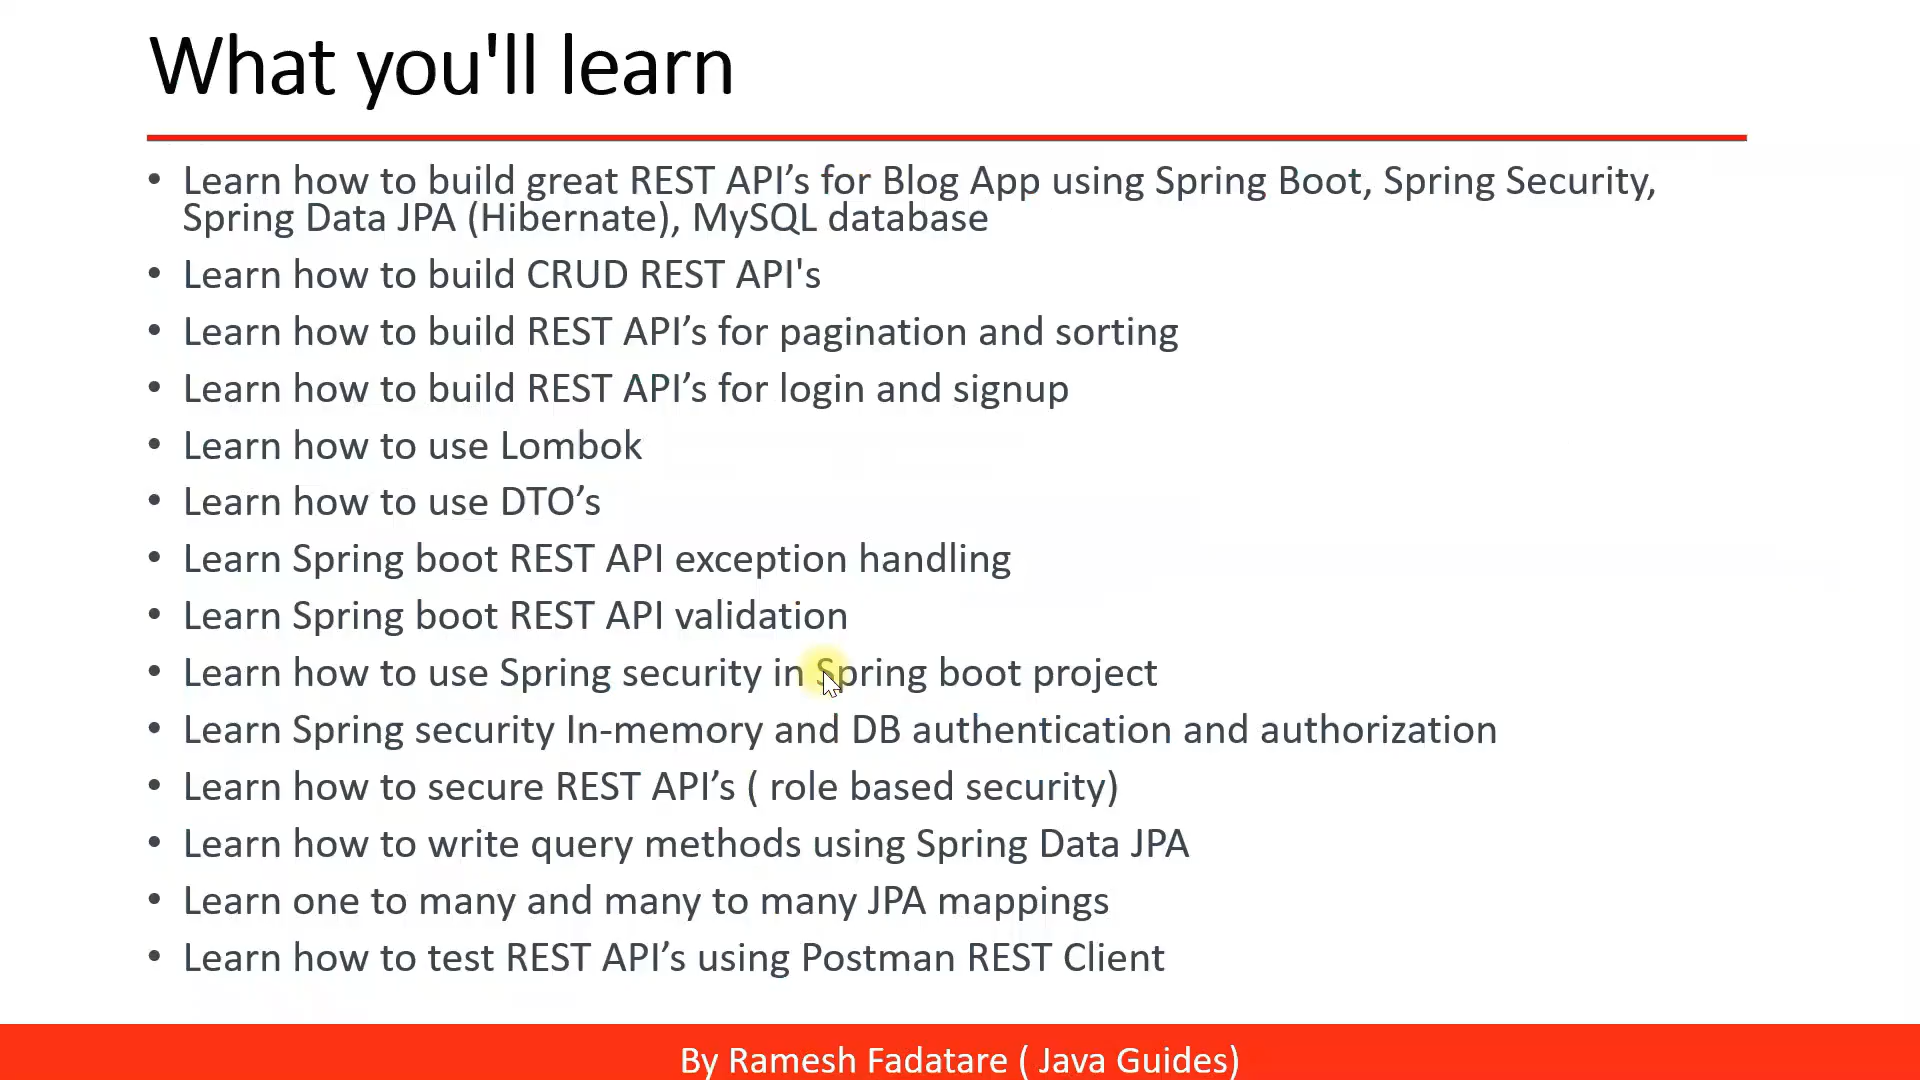 What you'll learn
• Learn how to build great REST API’s for Blog App using Spring Boot, Spring Security,
Spring Data JPA (Hibernate), MySQL database
• Learn how to build CRUD REST API's
• Learn how to build REST API’s for pagination and sorting
• Learn how to build REST API’s for login and signup
• Learn how to use Lombok
• Learn how to use DTO’s
• Learn Spring boot REST API exception handling
• Learn Spring boot REST API validation
• Learn how to use Spring security in Spring boot project
• Learn Spring security In-memory and DB authentication and authorization
• Learn how to secure REST API’s ( role based security)
• Learn how to write query methods using Spring Data JPA
• Learn one to many and many to many JPA mappings
• Learn how to test REST API’s using Postman REST Client
By Ramesh Fadatare ( Java Guides)